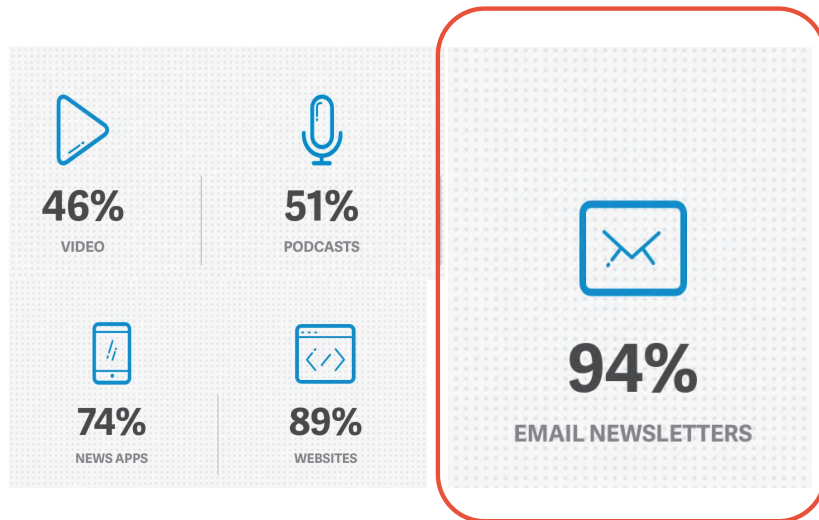 46%
VIDEO
51%
PODCASTS
74%
NEWS APPS
89%
WEBSITES
94%
EMAIL NEWSLETTERS